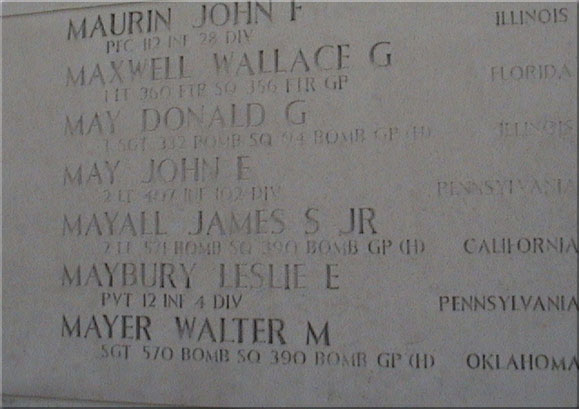 MAURIN JOHN F ILLINOIS
PFC 112 INF 28 DIV
MAXWELL WALLACE G FLORIDA
1 LT 360 FTR SQ 356 FTR GP
MAY DONALD G ILLINOIS
T SGT 332 BOMB SQ 94 BOMB GP (H)
MAY JOHN E PENNSYLVANIA
2 LT 407 INF 102 DIV
MAYALL JAMES S JR CALIFORNIA
2 LT 571 BOMB SQ 390 BOMB GP (H)
MAYBURY LESLIE E PENNSYLVANIA
PVT 12 INF 4 DIV
MAYER WALTER M OKLAHOMA
SGT 570 BOMB SQ 390 BOMB GP (H)